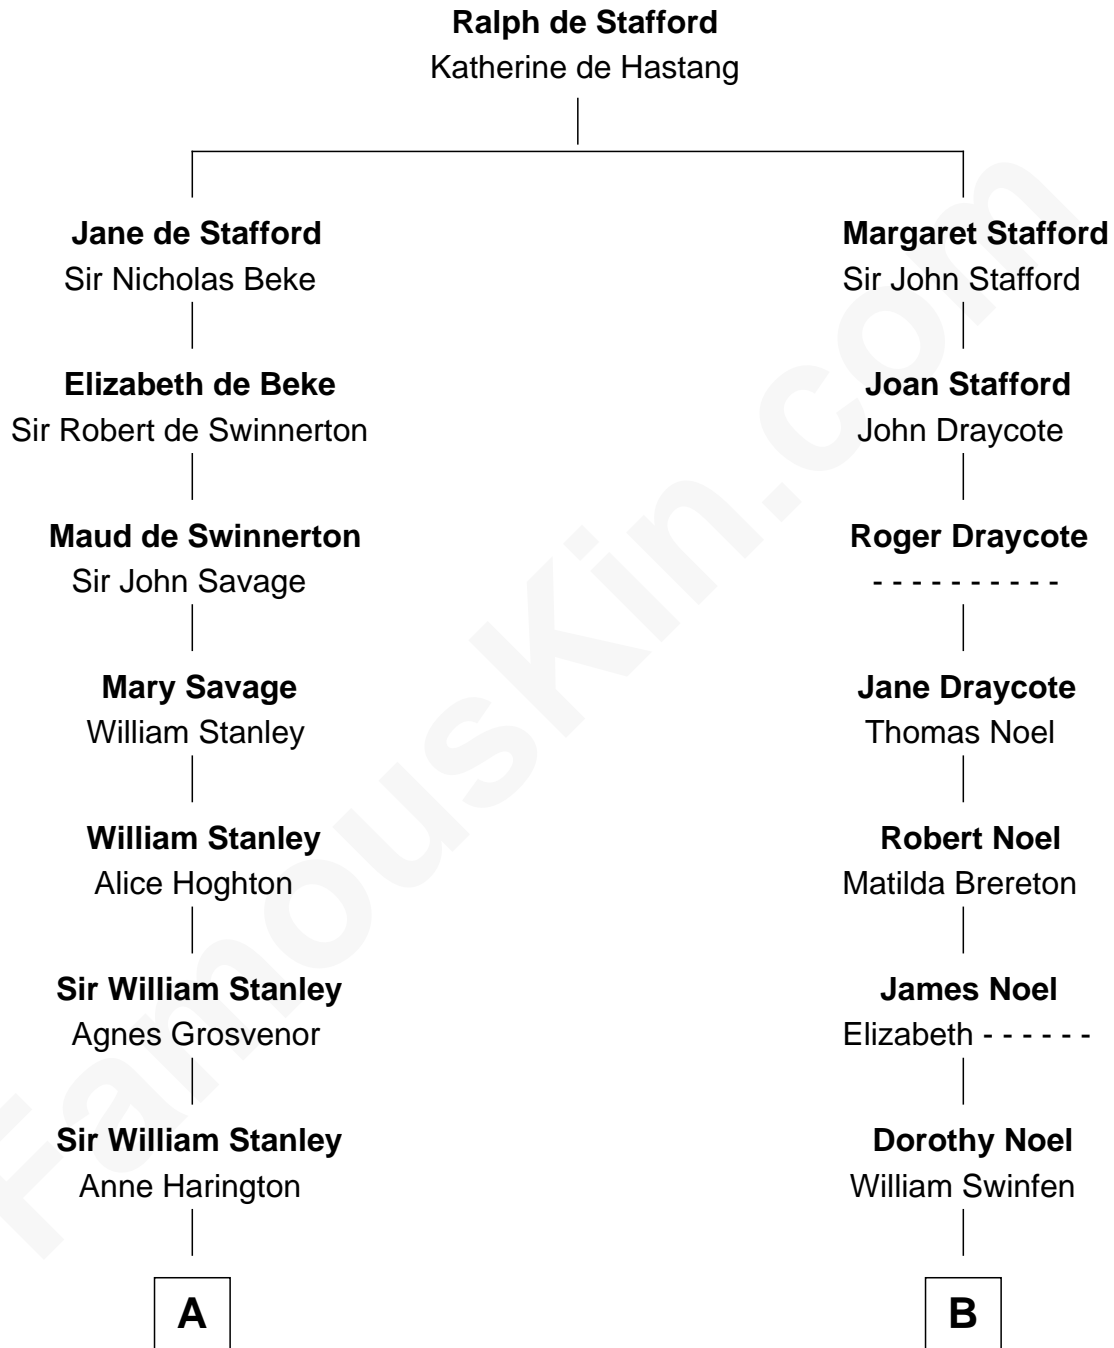 Ralph de Stafford
Katherine de Hastang
Jane de Stafford
Sir Nicholas Beke
Elizabeth de Beke
Sir Robert de Swinnerton
Maud de Swinnerton
Sir John Savage
Mary Savage
William Stanley
William Stanley
Alice Hoghton
Sir William Stanley
Agnes Grosvenor
Sir William Stanley
Anne Harington
A
Margaret Stafford
Sir John Stafford
Joan Stafford
John Draycote
Roger Draycote
- - - - - - - - - -
Jane Draycote
Thomas Noel
Robert Noel
Matilda Brereton
James Noel
Elizabeth - - - - - -
Dorothy Noel
William Swinfen
B
FamousKin.com